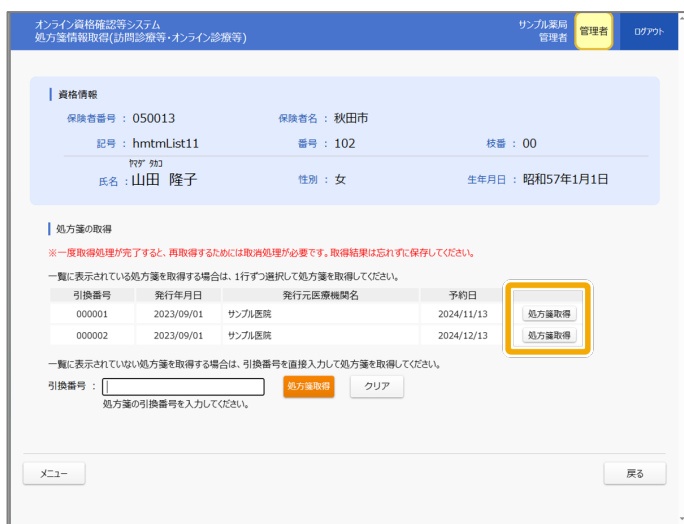 オンライン資格確認等システム
処方箋情報取得(訪問診療等・オンライン診療等)
サンプル薬局
管理者
管理者
ログアウト
資格情報
保険者番号 : 050013 保険者名 : 秋田市
記号 : hmtmList11 番号 : 102 枝番 : 00
ﾔﾏﾀﾞ ﾀｶｺ
氏名 : 山田 隆子 性別 : 女 生年月日 : 昭和57年1月1日
処方箋の取得
※一度取得処理が完了すると、再取得するためには取消処理が必要です。取得結果は忘れずに保存してください。
一覧に表示されている処方箋を取得する場合は、1行ずつ選択して処方箋を取得してください。
引換番号 発行年月日 発行元医療機関名 予約日
000001 2023/09/01 サンプル医院 2024/11/13 処方箋取得
000002 2023/09/01 サンプル医院 2024/12/13 処方箋取得
一覧に表示されていない処方箋を取得する場合は、引換番号を直接入力して処方箋を取得してください。
引換番号 : 処方箋取得 クリア
処方箋の引換番号を入力してください。
メニュー 戻る